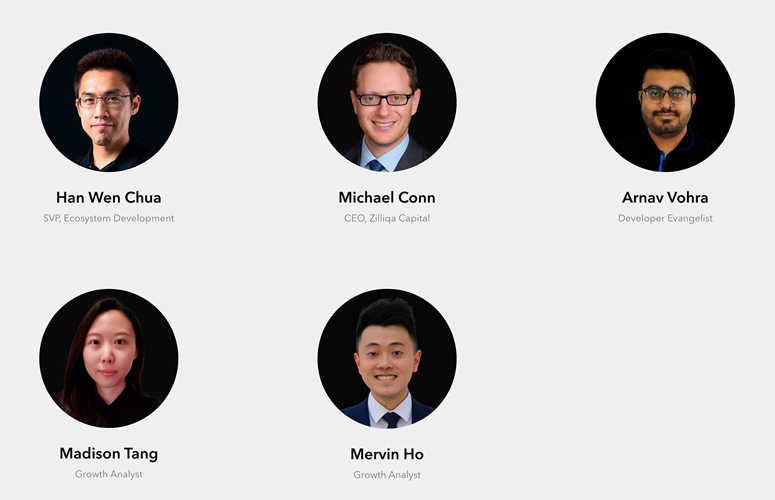 Han Wen Chua
SVP, Ecosystem Development
Michael Conn
CEO, Zilliqa Capital
Arnav Vohra
Developer Evangelist
Madison Tang
Growth Analyst
Mervin Ho
Growth Analyst